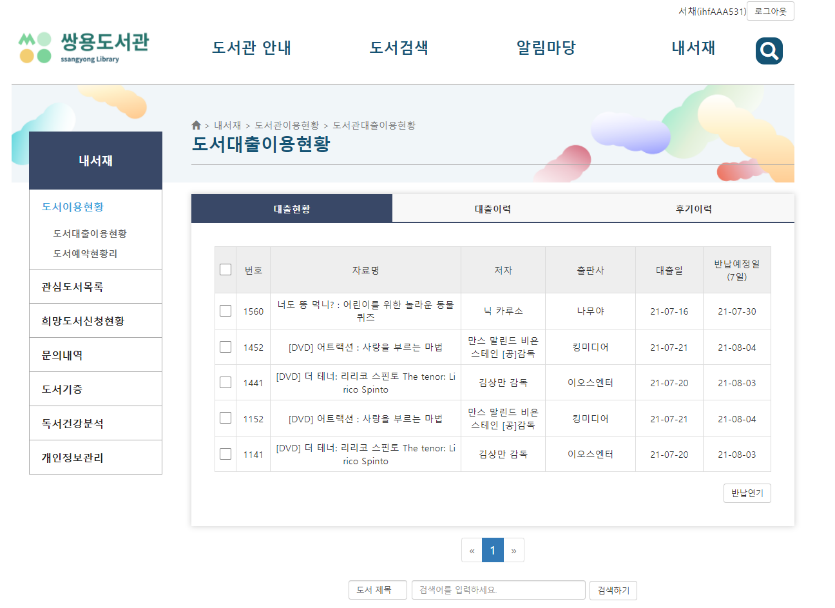 서채(ihfAAA531) 로그아웃
쌍용도서관
ssangyong Library
도서관 안내 도서검색 알림마당 내서재
> 내서재 > 도서관이용현황 > 도서관대출이용현황
도서대출이용현황
내서재
도서이용현황
도서대출이용현황
도서예약현황리
관심도서목록
희망도서신청현황
문의내역
도서기증
독서건강분석
개인정보관리
대출현황 대출이력 후기이력
번호 자료명 저자 출판사 대출일 반납예정일
(7일)
1560 너도 똥 먹니? : 어린이를 위한 놀라운 동물 퀴즈 닉 카루소 나무야 21-07-16 21-07-30
1452 [DVD] 어트랙션 : 사랑을 부르는 마법 만스 말린드 비욘 스테인 [공]감독 킹미디어 21-07-21 21-08-04
1441 [DVD] 더 테너: 리리코 스핀토 The tenor: Lirico Spinto 김상만 감독 이오스엔터 21-07-20 21-08-03
1152 [DVD] 어트랙션 : 사랑을 부르는 마법 만스 말린드 비욘 스테인 [공]감독 킹미디어 21-07-21 21-08-04
1141 [DVD] 더 테너: 리리코 스핀토 The tenor: Lirico Spinto 김상만 감독 이오스엔터 21-07-20 21-08-03
반납연기
« 1 »
도서 제목 검색어를 입력하세요. 검색하기